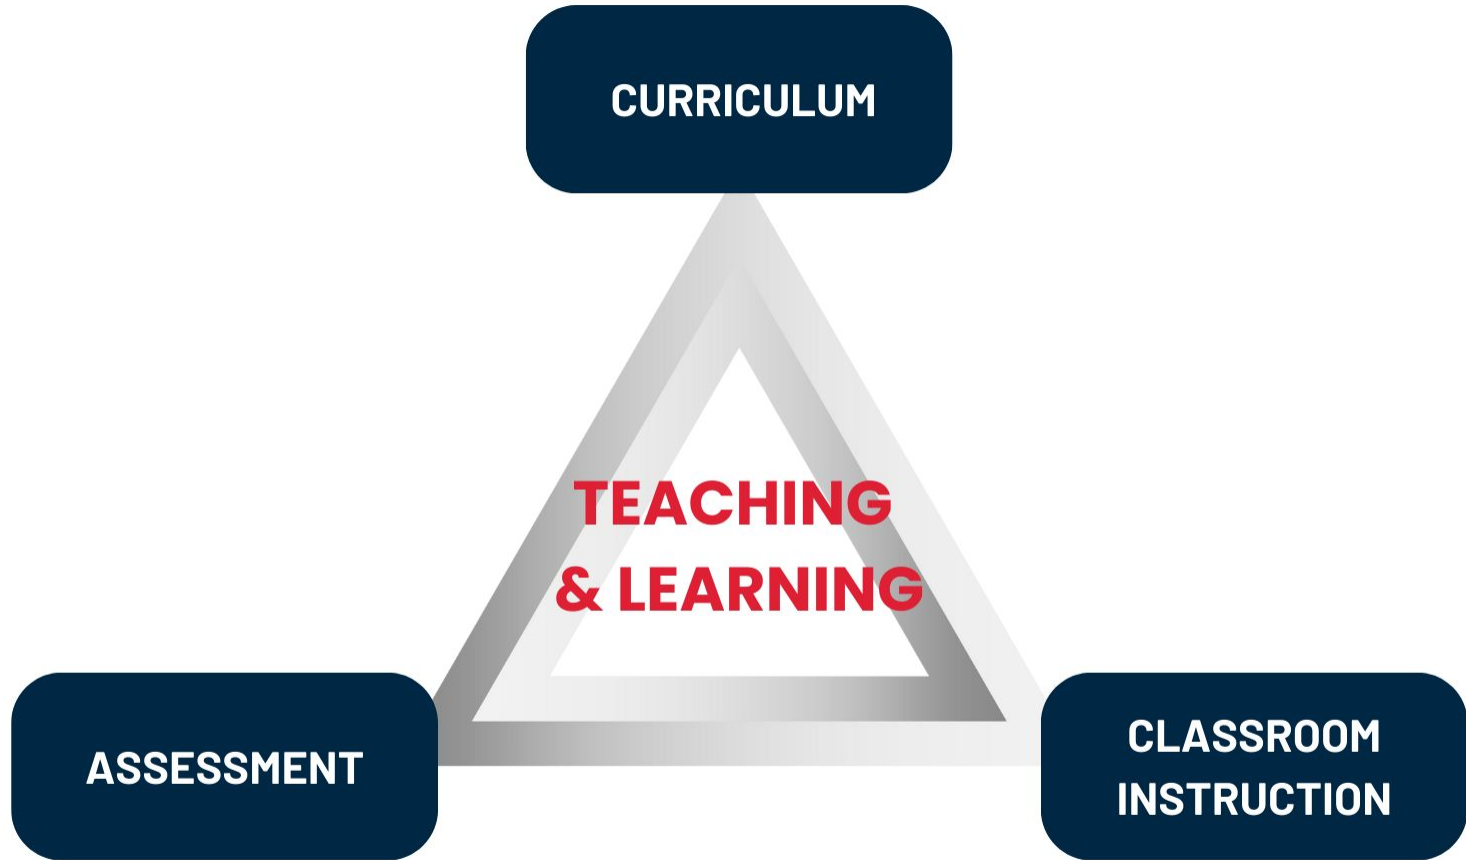 CURRICULUM
TEACHING
& LEARNING
ASSESSMENT
CLASSROOM
INSTRUCTION